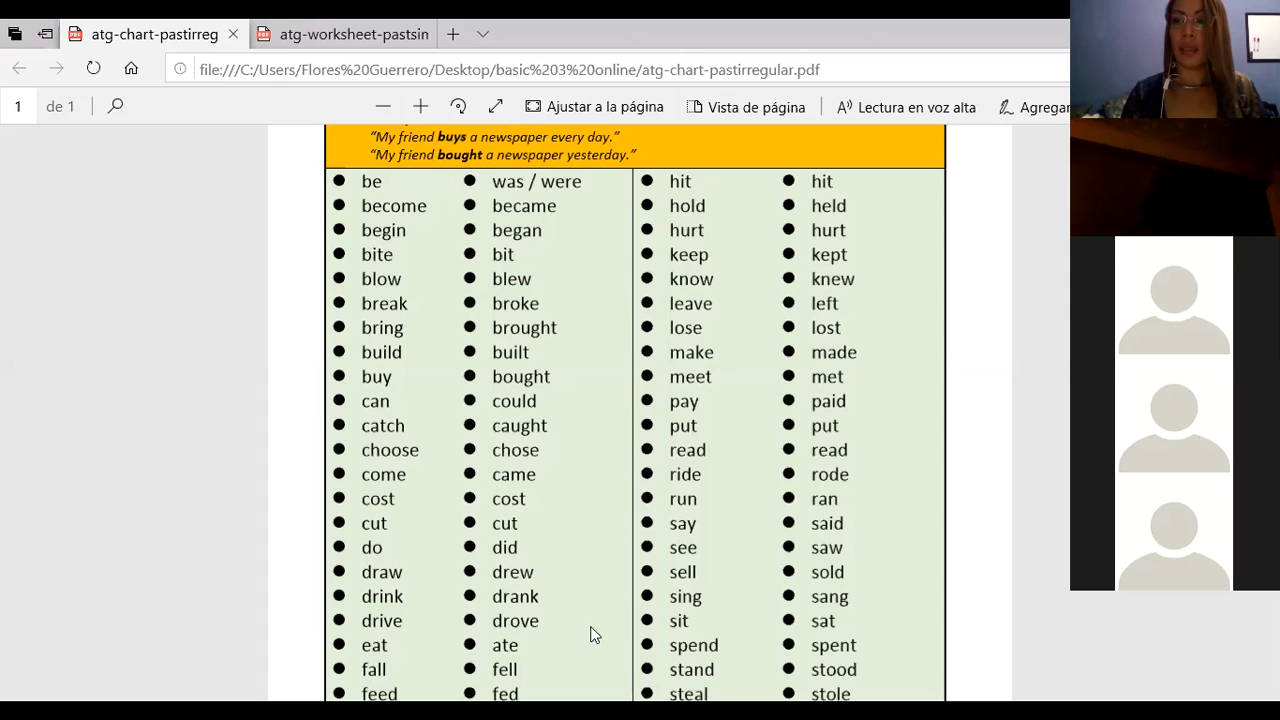 atg-chart-pastirreg
atg-worksheet-pastsin
file:///C:/Users/Flores%20Guerrero/Desktop/basic%203%20online/atg-chart-pastirregular.pdf
1 de 1 Ajustar a la página Vista de página Lectura en voz alta Agregar
“My friend buys a newspaper every day.”
“My friend bought a newspaper yesterday.”
be was / were hit hit
become became hold held
begin began hurt hurt
bite bit keep kept
blow blew know knew
break broke leave left
bring brought lose lost
build built make made
buy bought meet met
can could pay paid
catch caught put put
choose chose read read
come came ride rode
cost cost run ran
cut cut say said
do did see saw
draw drew sell sold
drink drank sing sang
drive drove sit sat
eat ate spend spent
fall fell stand stood
feed fed steal stole